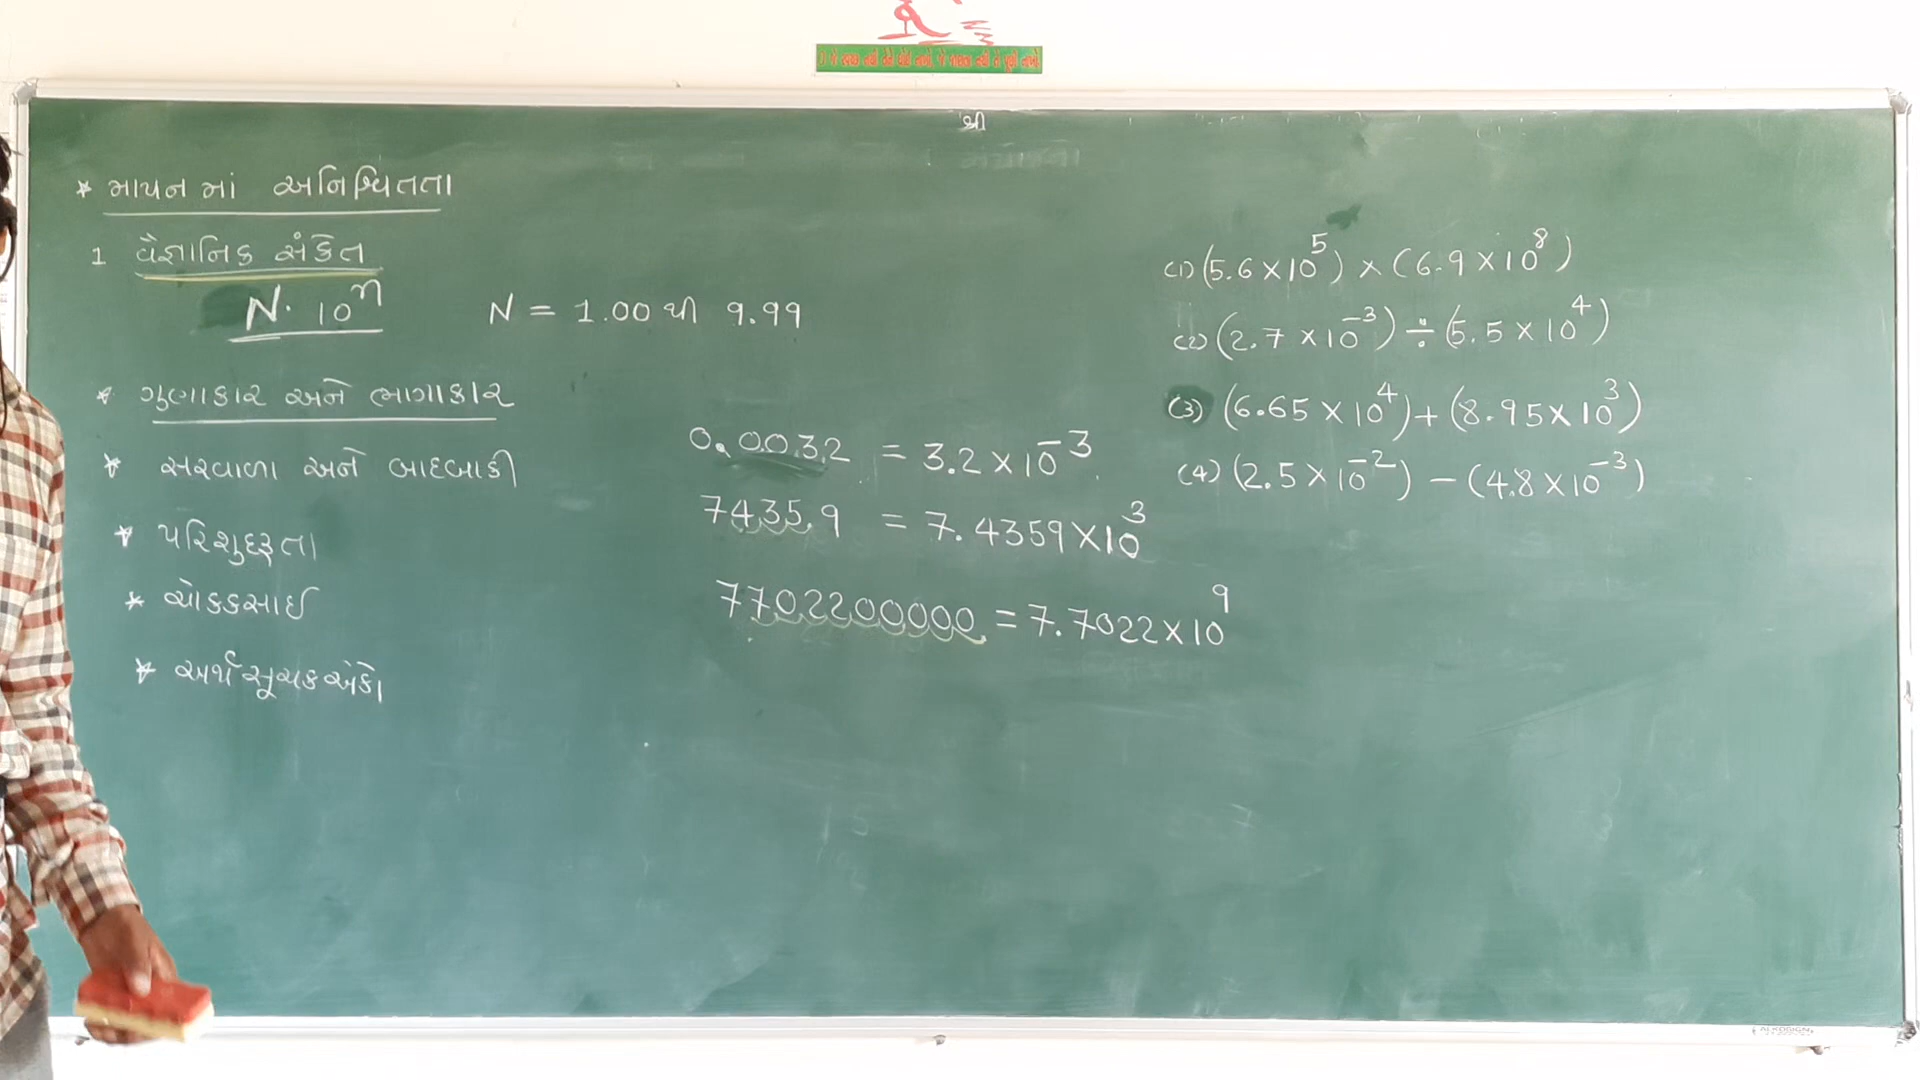 શ્રી
* માપન માં અનિશ્ચિતતા
1 વૈજ્ઞાનિક સંકેત
N. 10ⁿ N = 1.00 થી 9.99
* ગુણાકાર અને ભાગાકાર
* સરવાળા અને બાદબાકી
* પરિશુદ્ધતા
* ચોકકસાઈ
* અર્થસૂચક અંકો
0.0032 = 3.2 × 10⁻³
7435.9 = 7.4359 × 10³
7702200000 = 7.7022 × 10⁹
(1) (5.6 × 10⁵) × (6.9 × 10⁸)
(2) (2.7 × 10⁻³) ÷ (5.5 × 10⁴)
(3) (6.65 × 10⁴) + (8.95 × 10³)
(4) (2.5 × 10⁻²) − (4.8 × 10⁻³)